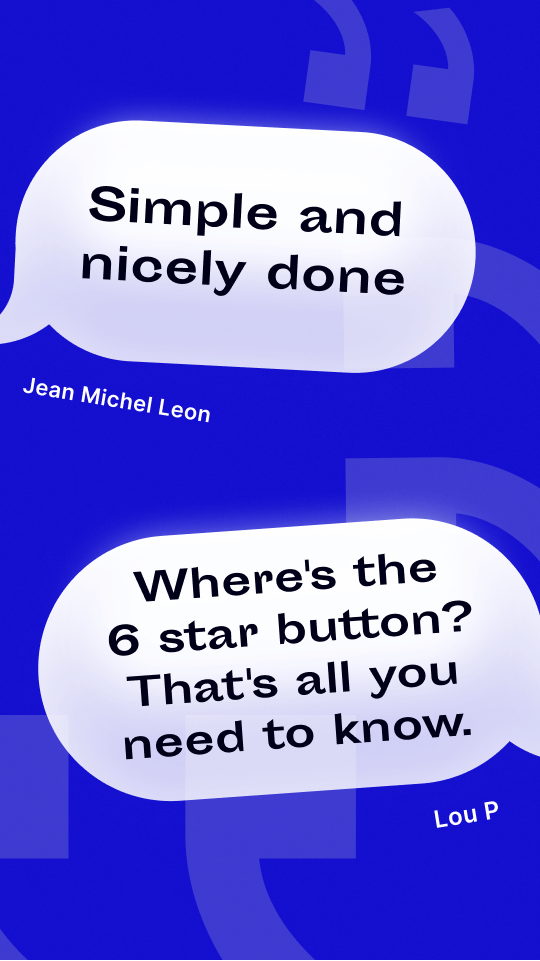 Simple and
nicely done
Jean Michel Leon
Where's the
6 star button?
That's all you
need to know.
Lou P